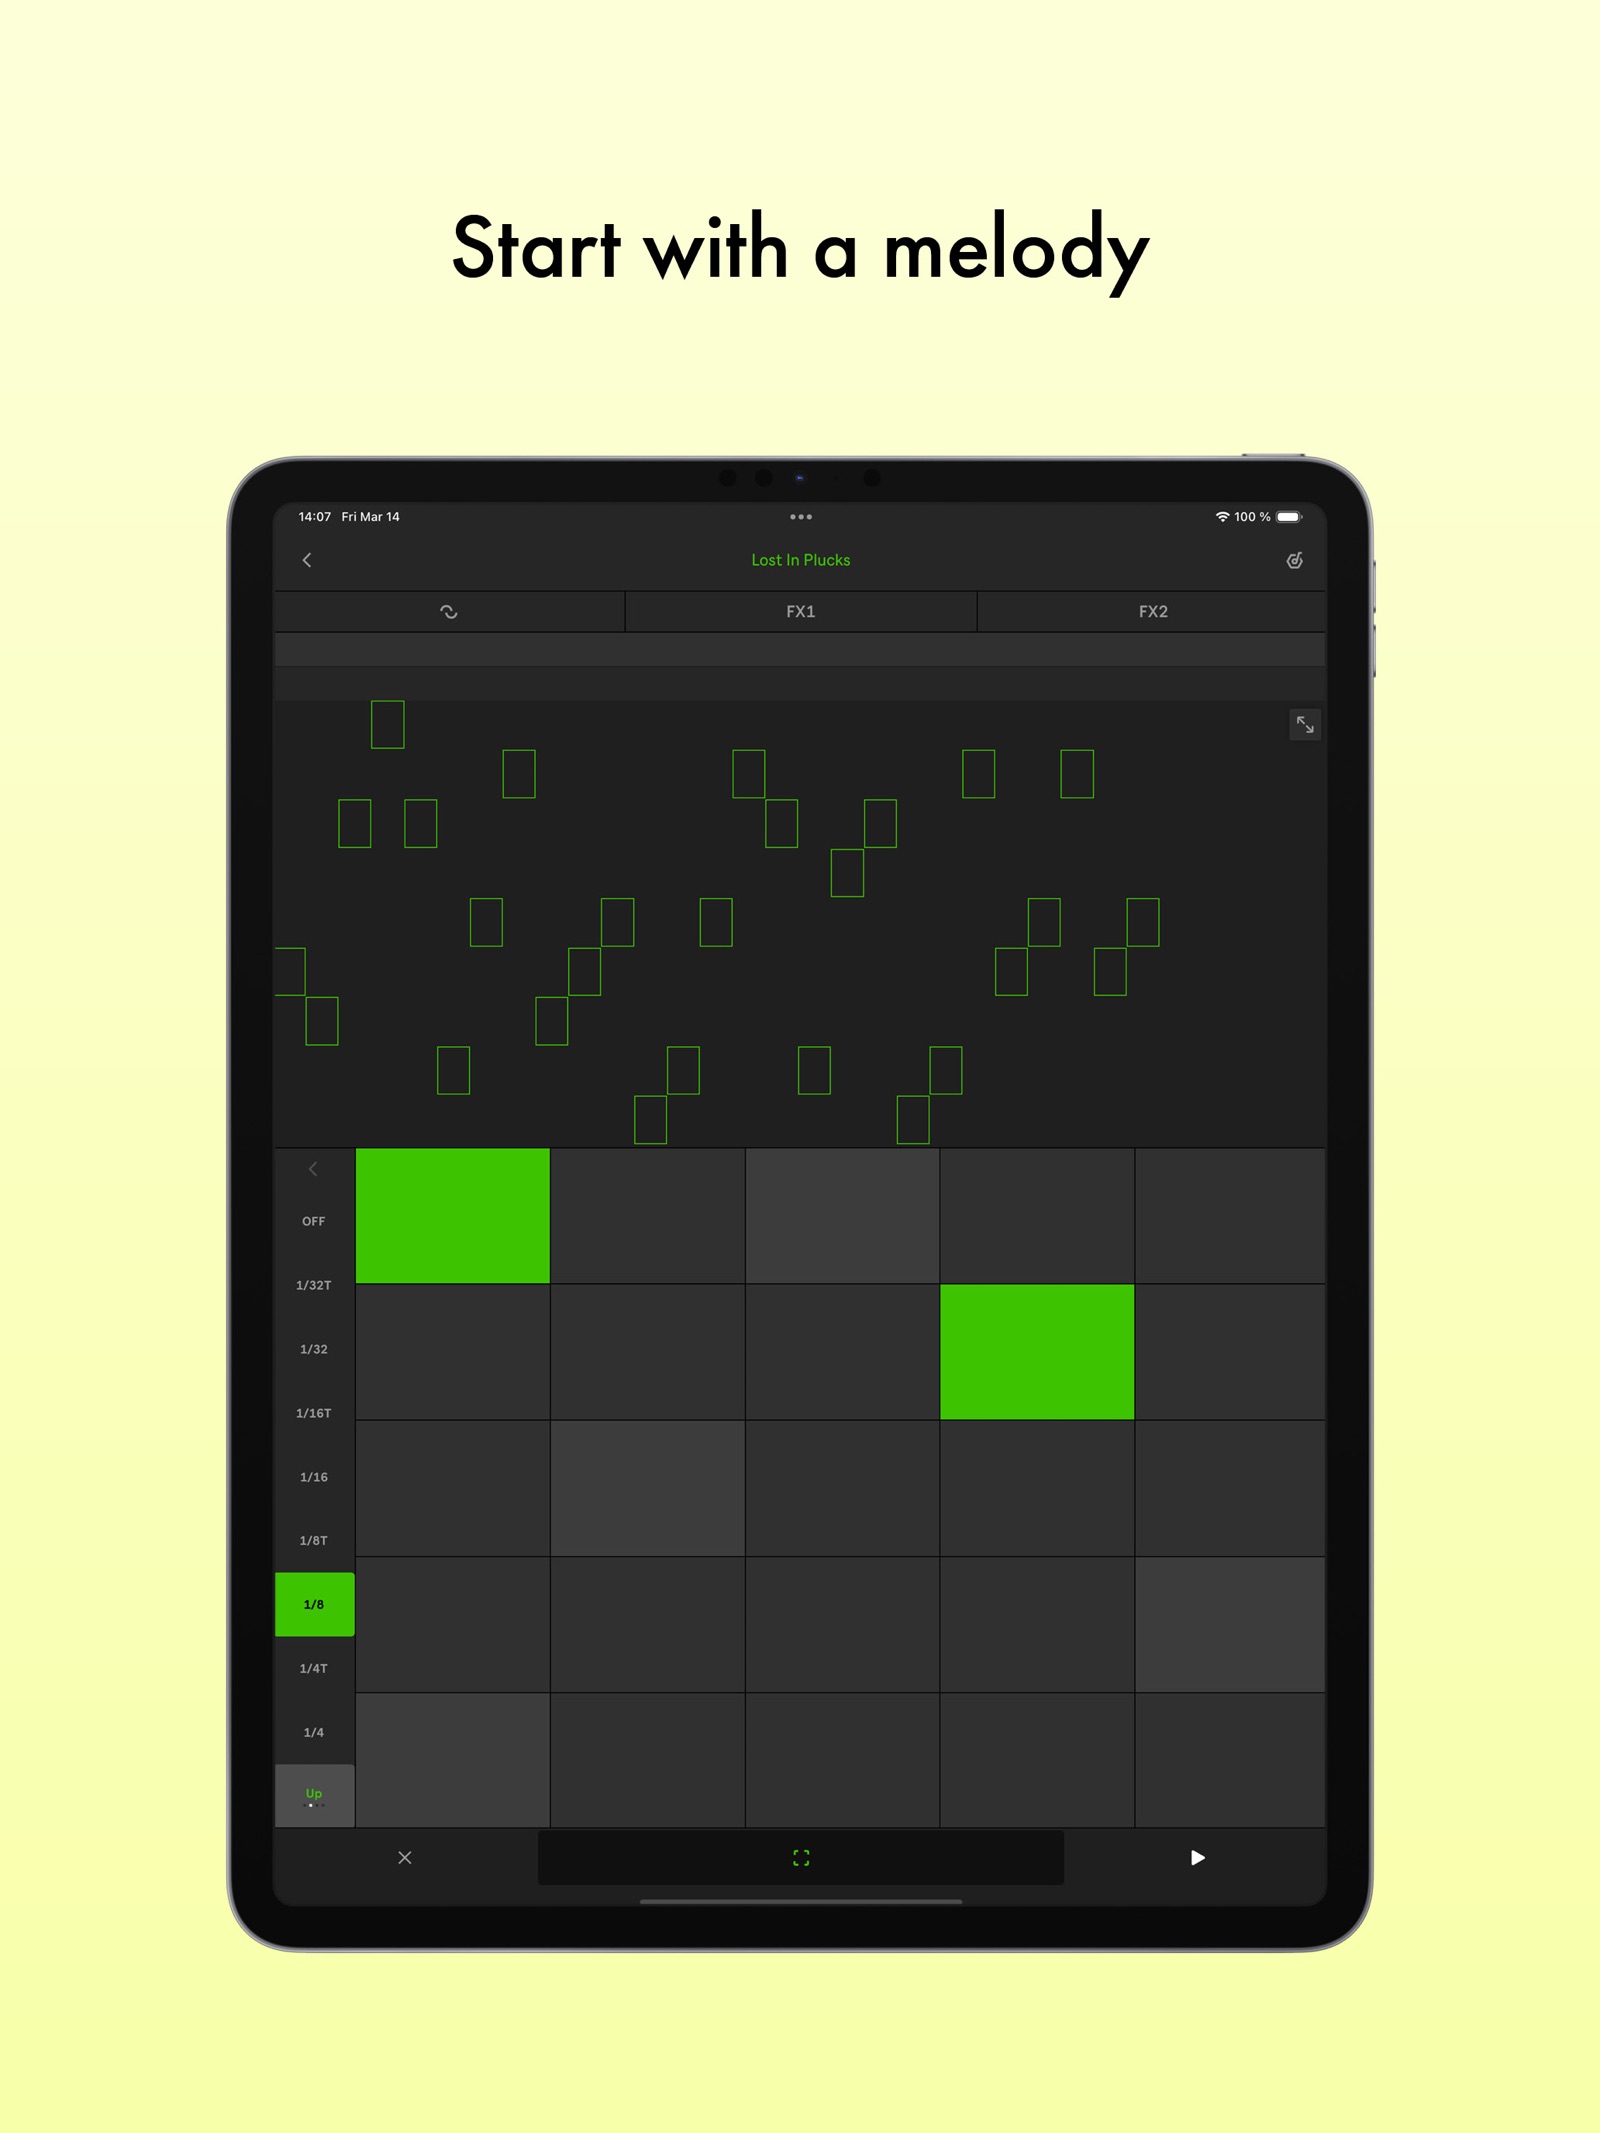 Start with a melody
14:07 Fri Mar 14
100 %
Lost In Plucks
FX1
FX2
OFF
1/32T
1/32
1/16T
1/16
1/8T
1/8
1/4T
1/4
Up